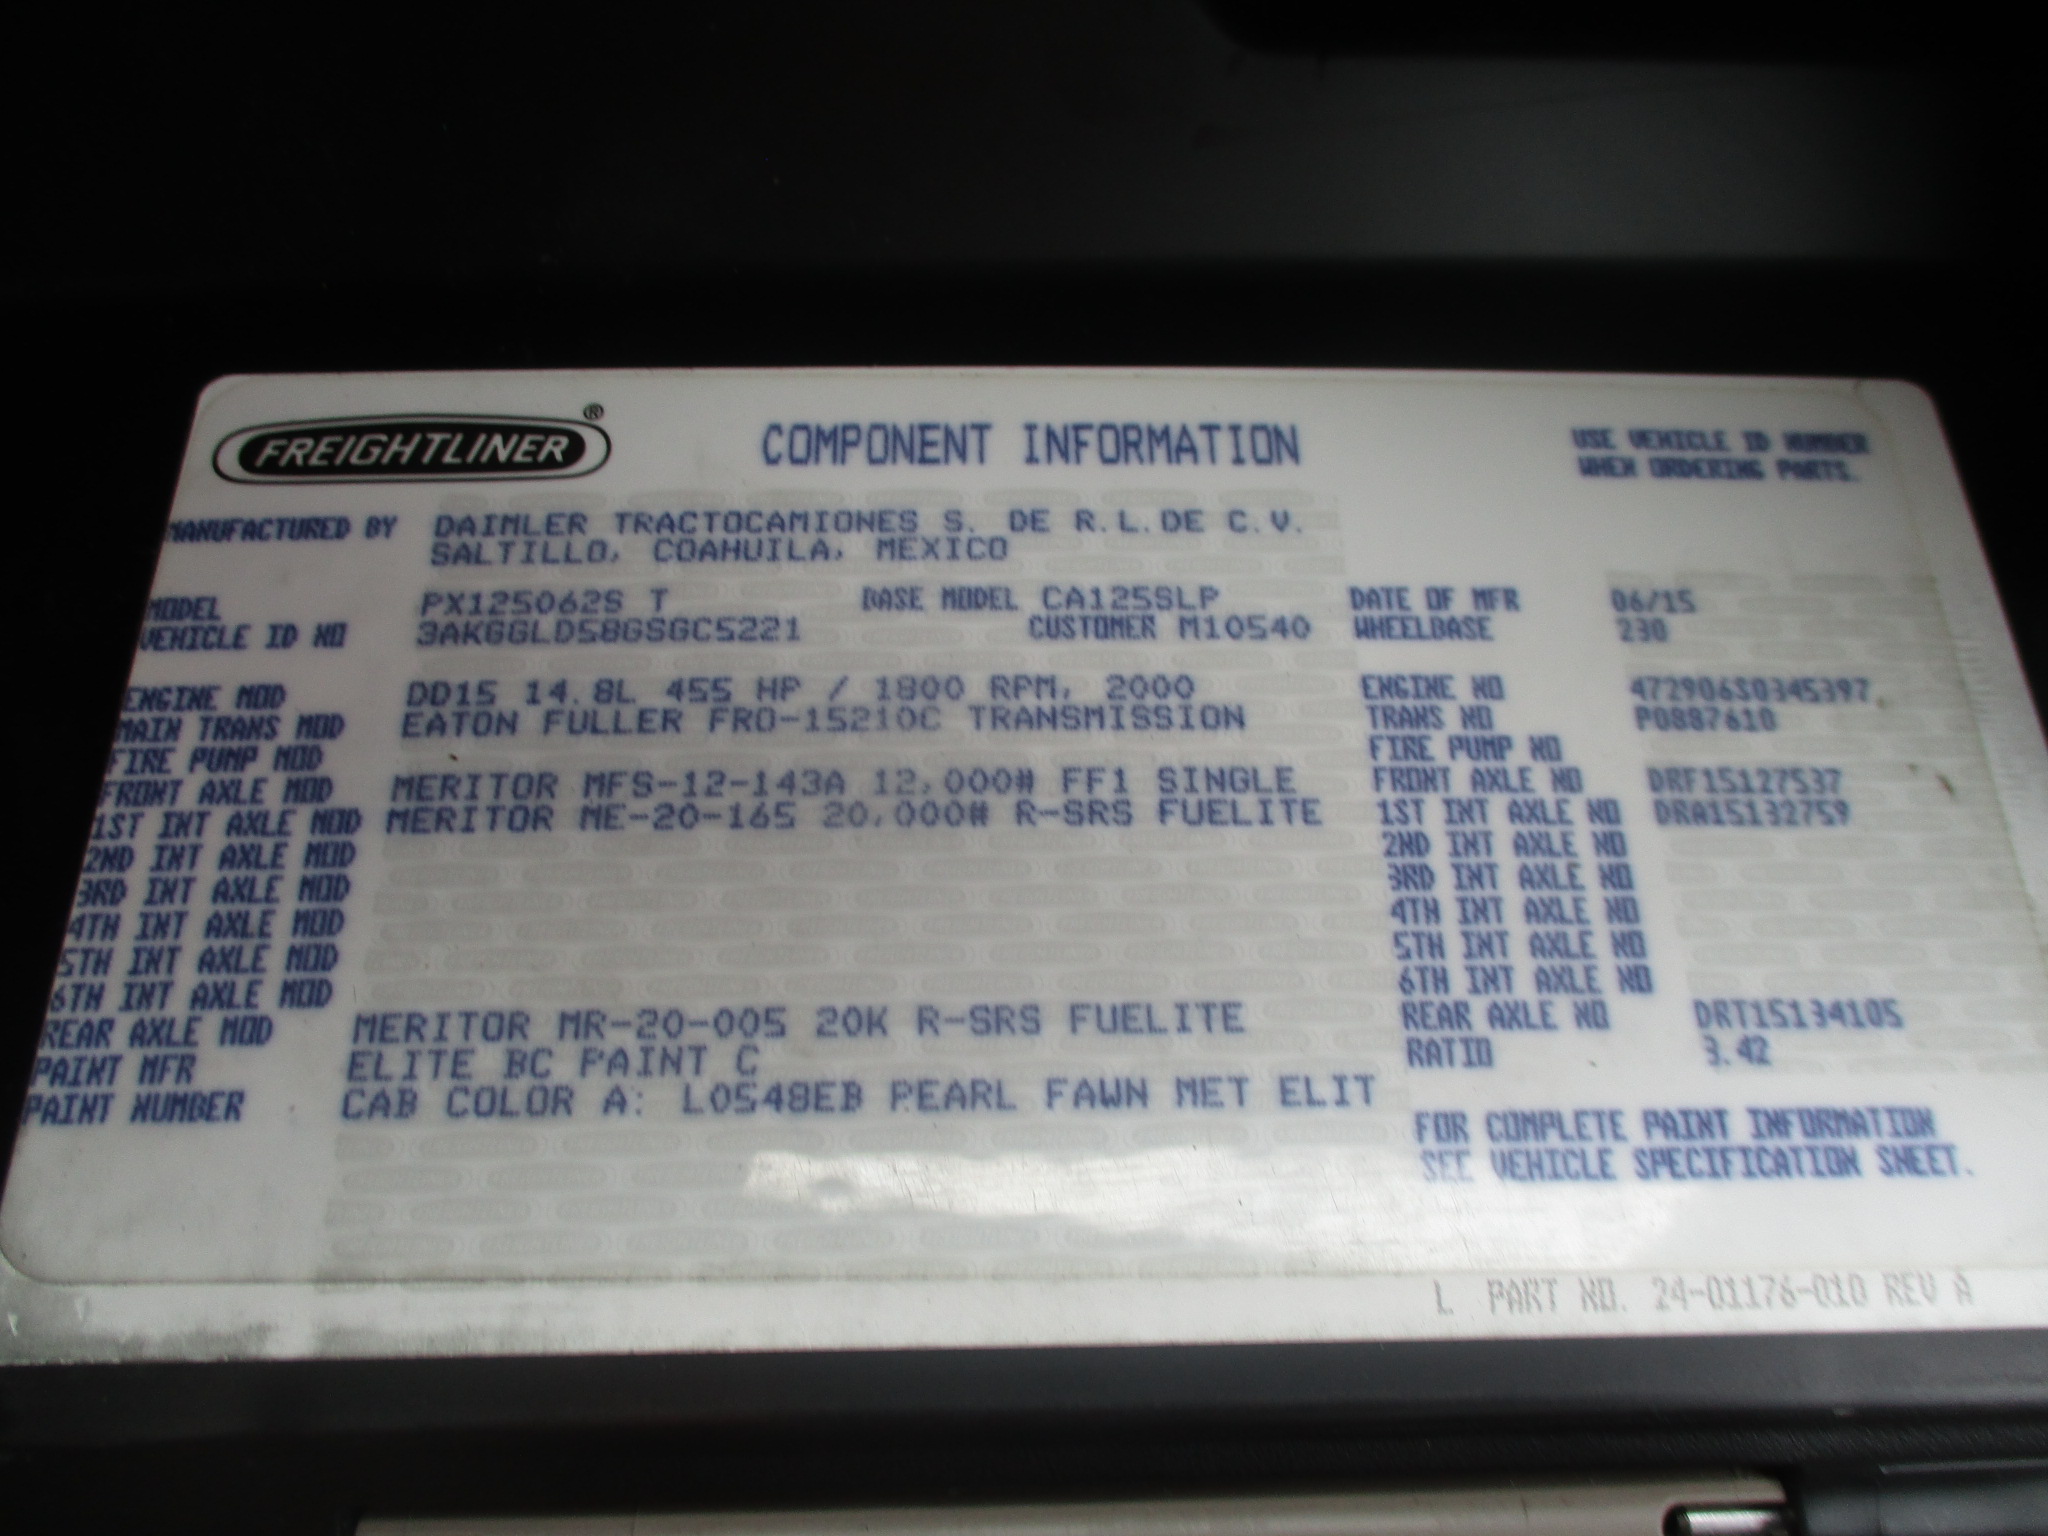 FREIGHTLINER ®
COMPONENT INFORMATION
USE VEHICLE ID NUMBER
WHEN ORDERING PARTS.
MANUFACTURED BY DAIMLER TRACTOCAMIONES S. DE R.L.DE C.V.
SALTILLO, COAHUILA, MEXICO
MODEL PX125062S T BASE MODEL CA125SLP DATE OF MFR 06/15
VEHICLE ID NO 3AKGGLD58GSGC5221 CUSTOMER M10540 WHEELBASE 230
ENGINE MOD DD15 14.8L 455 HP / 1800 RPM, 2000 ENGINE NO 472906S0345397
MAIN TRANS MOD EATON FULLER FRO-15210C TRANSMISSION TRANS NO P0887610
FIRE PUMP MOD FIRE PUMP NO
FRONT AXLE MOD MERITOR MFS-12-143A 12,000# FF1 SINGLE FRONT AXLE NO DRF15127537
1ST INT AXLE MOD MERITOR ME-20-165 20,000# R-SRS FUELITE 1ST INT AXLE NO DRA15132759
2ND INT AXLE MOD 2ND INT AXLE NO
3RD INT AXLE MOD 3RD INT AXLE NO
4TH INT AXLE MOD 4TH INT AXLE NO
5TH INT AXLE MOD 5TH INT AXLE NO
6TH INT AXLE MOD 6TH INT AXLE NO
REAR AXLE MOD MERITOR MR-20-005 20K R-SRS FUELITE REAR AXLE NO DRT15134105
PAINT MFR ELITE BC PAINT C RATIO 3.42
PAINT NUMBER CAB COLOR A: L0548EB PEARL FAWN MET ELIT
FOR COMPLETE PAINT INFORMATION
SEE VEHICLE SPECIFICATION SHEET.
L PART NO. 24-01176-010 REV A